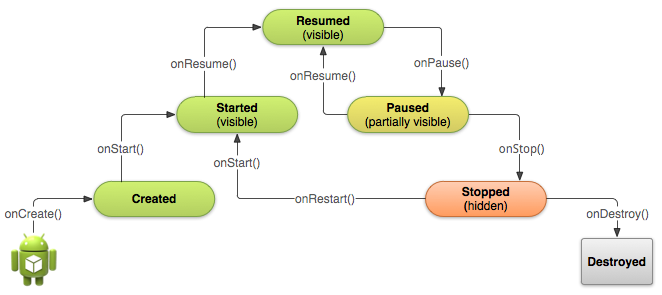 Resumed
(visible)
onResume()
onResume()
onPause()
Started
(visible)
Paused
(partially visible)
onStart()
onStart()
onStop()
Created
onRestart()
Stopped
(hidden)
onCreate()
onDestroy()
Destroyed